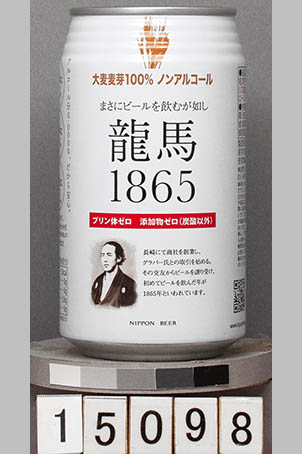 大麦麦芽100% ノンアルコール
まさにビールを飲むが如し
龍馬
1865
プリン体ゼロ 添加物ゼロ(炭酸以外)
長崎にて商社を創業し、
グラバー氏との取引を始める。
その交友からビールを譲り受け、
初めてビールを飲んだ年が
1865年といわれています。
NIPPON BEER
15098